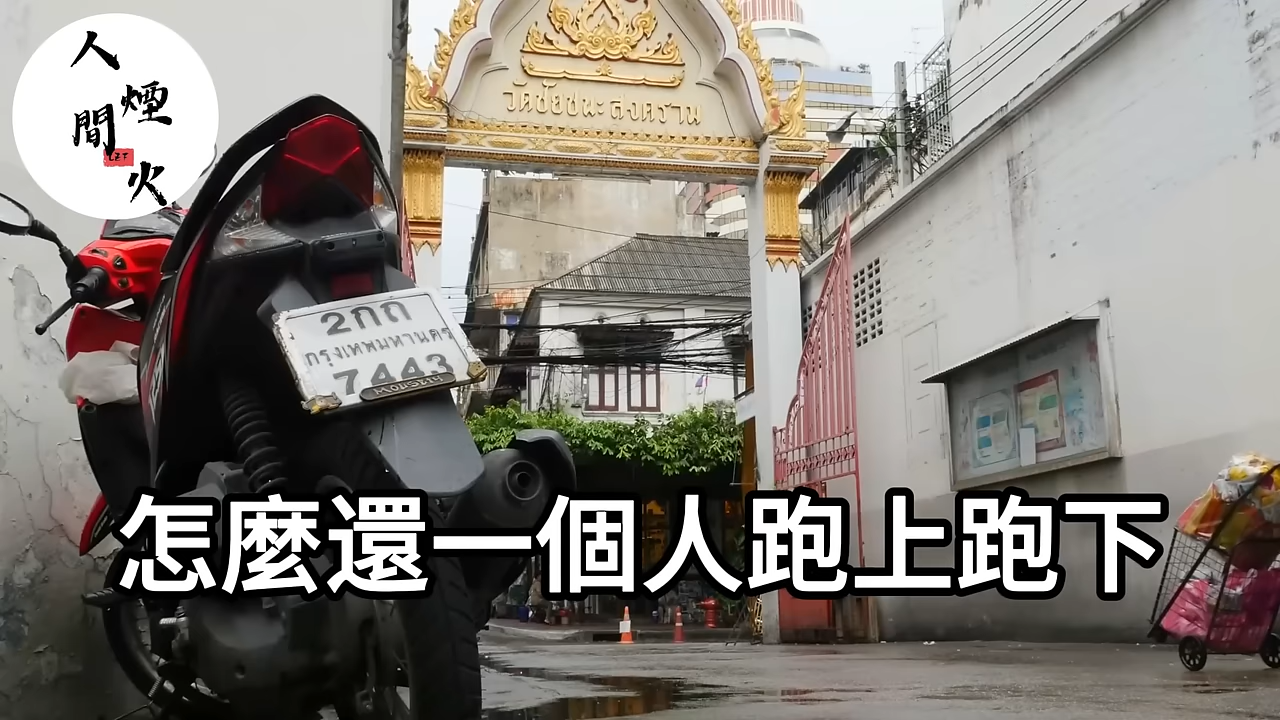 人間煙火
LZT
วัดชัยชนะสงคราม
2กก
กรุงเทพมหานคร
7443
怎麼還一個人跑上跑下